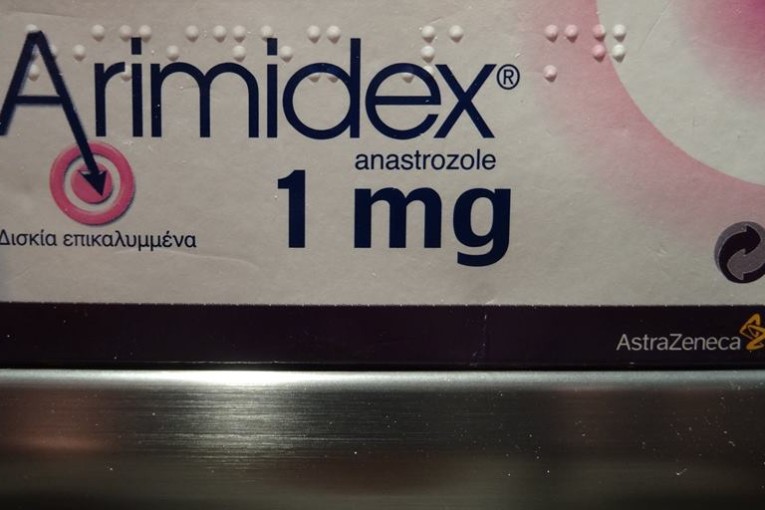 Arimidex®
anastrozole
1 mg
Δισκία επικαλυμμένα
AstraZeneca